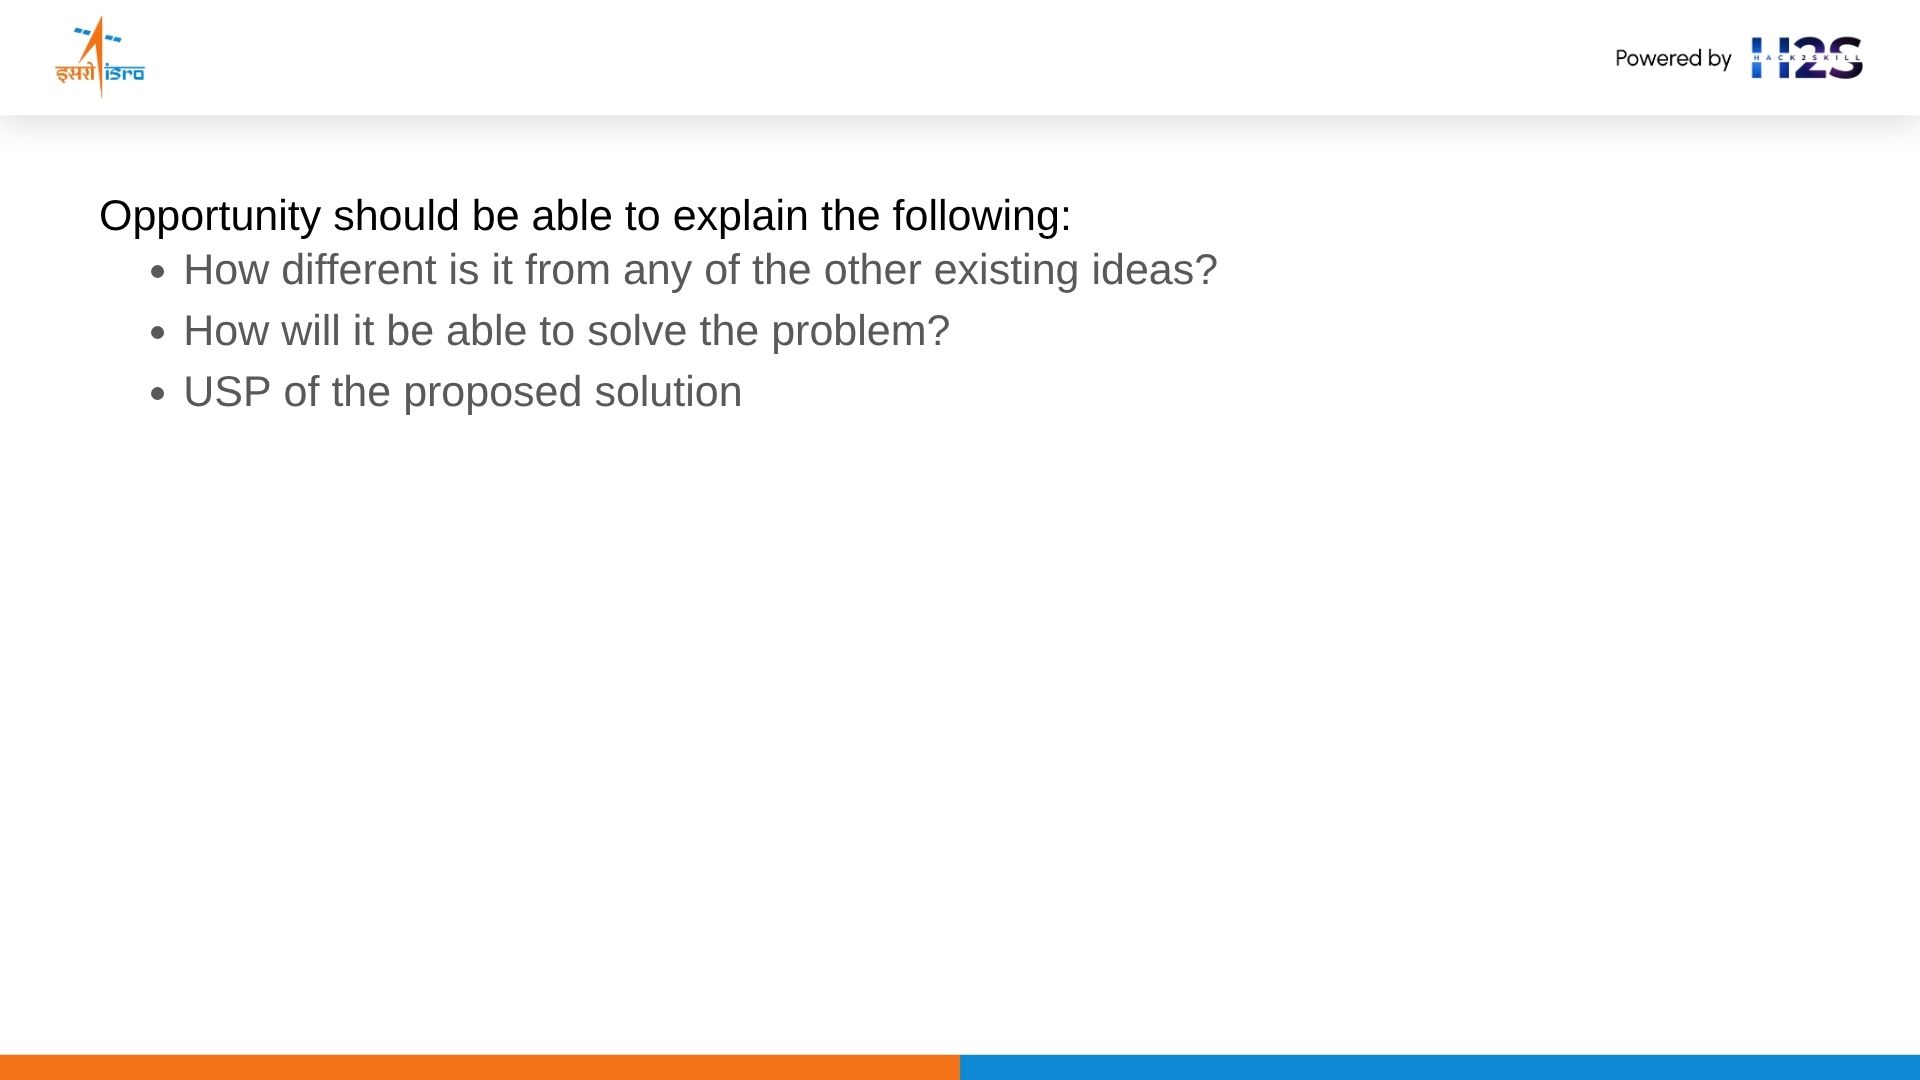 इसरो isro
Powered by H2S
HACK2SKILL
Opportunity should be able to explain the following:
• How different is it from any of the other existing ideas?
• How will it be able to solve the problem?
• USP of the proposed solution